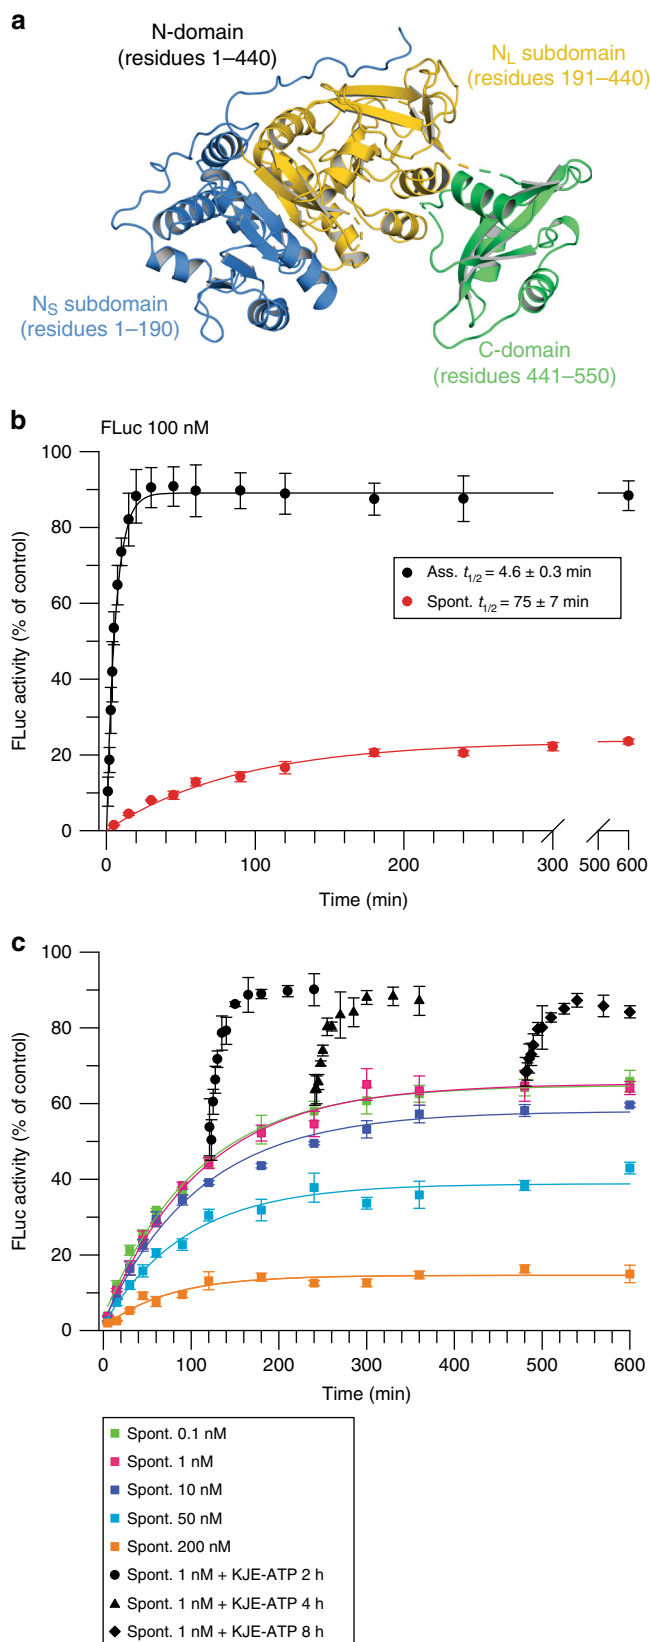 a
N-domain
(residues 1–440)
N_L subdomain
(residues 191–440)
N_S subdomain
(residues 1–190)
C-domain
(residues 441–550)
b
FLuc 100 nM
100
80
60
40
20
0
FLuc activity (% of control)
Ass. t_1/2 = 4.6 ± 0.3 min
Spont. t_1/2 = 75 ± 7 min
0 100 200 300 500 600
Time (min)
c
100
80
60
40
20
0
FLuc activity (% of control)
0 100 200 300 400 500 600
Time (min)
Spont. 0.1 nM
Spont. 1 nM
Spont. 10 nM
Spont. 50 nM
Spont. 200 nM
Spont. 1 nM + KJE-ATP 2 h
Spont. 1 nM + KJE-ATP 4 h
Spont. 1 nM + KJE-ATP 8 h